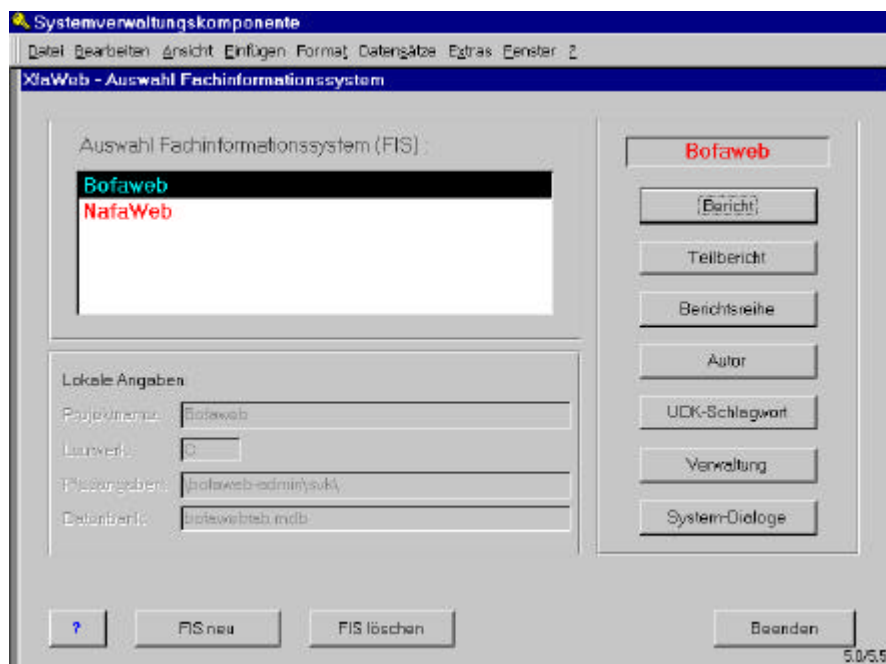 Systemverwaltungskomponente
Datei Bearbeiten Ansicht Einfügen Format Datensätze Extras Fenster ?
XfaWeb - Auswahl Fachinformationssystem
Auswahl Fachinformationssystem (FIS) :
Bofaweb
NafaWeb
Lokale Angaben
Projektname: Bofaweb
Laufwerk: C
Pfadangaben: \bofaweb-admin\svk\
Datenbank: bofawebtab.mdb
Bofaweb
Bericht
Teilbericht
Berichtsreihe
Autor
UDK-Schlagwort
Verwaltung
System-Dialoge
?
FIS neu
FIS löschen
Beenden
5.0/5.5